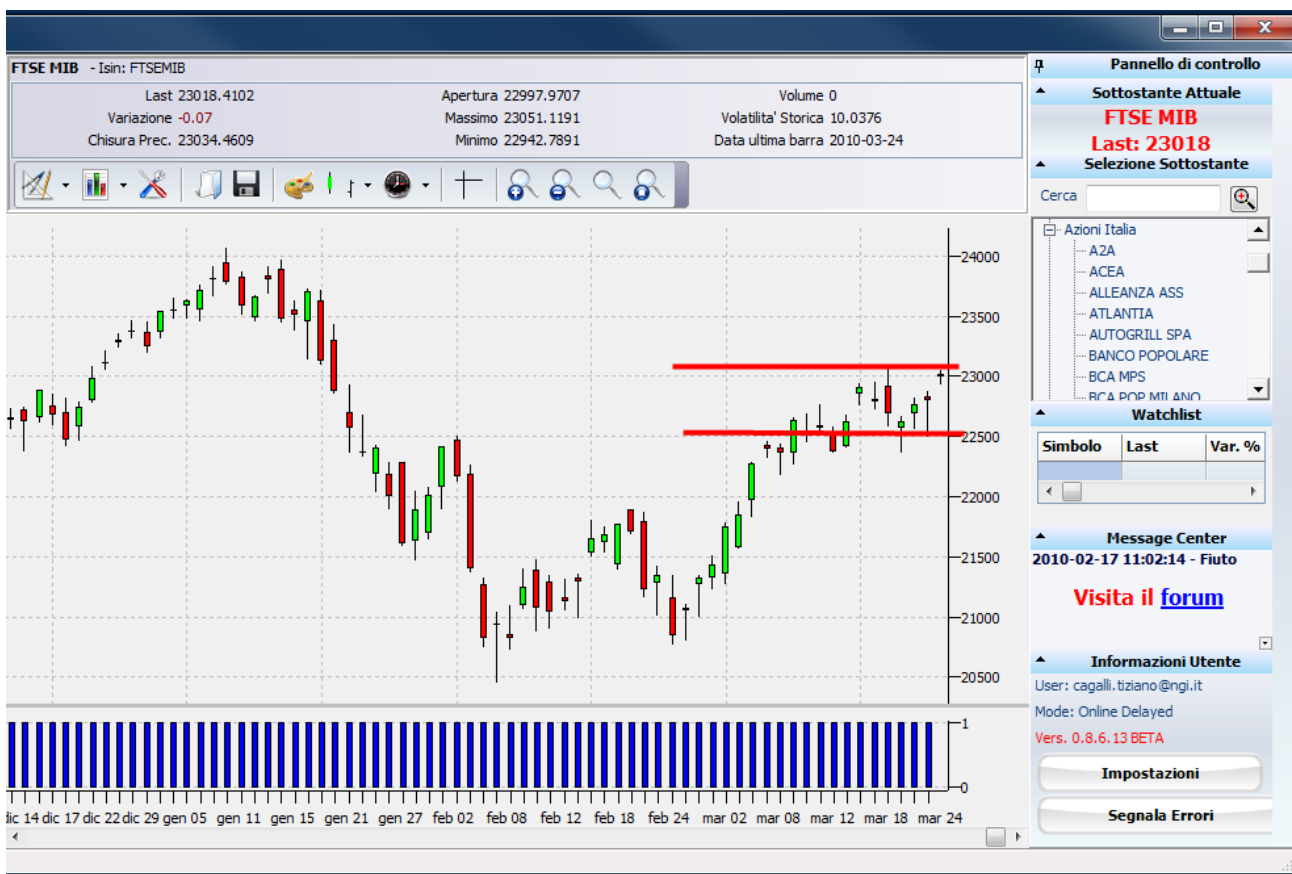 FTSE MIB - Isin: FTSEMIB
Last 23018.4102 Apertura 22997.9707 Volume 0
Variazione -0.07 Massimo 23051.1191 Volatilita' Storica 10.0376
Chisura Prec. 23034.4609 Minimo 22942.7891 Data ultima barra 2010-03-24
24000
23500
23000
22500
22000
21500
21000
20500
1
0
dic 14 dic 17 dic 22 dic 29 gen 05 gen 11 gen 15 gen 21 gen 27 feb 02 feb 08 feb 12 feb 18 feb 24 mar 02 mar 08 mar 12 mar 18 mar 24
Pannello di controllo
Sottostante Attuale
FTSE MIB
Last: 23018
Selezione Sottostante
Cerca
Azioni Italia
A2A
ACEA
ALLEANZA ASS
ATLANTIA
AUTOGRILL SPA
BANCO POPOLARE
BCA MPS
BCA POP MILANO
Watchlist
Simbolo Last Var. %
Message Center
2010-02-17 11:02:14 - Fiuto
Visita il forum
Informazioni Utente
User: cagalli.tiziano@ngi.it
Mode: Online Delayed
Vers. 0.8.6.13 BETA
Impostazioni
Segnala Errori